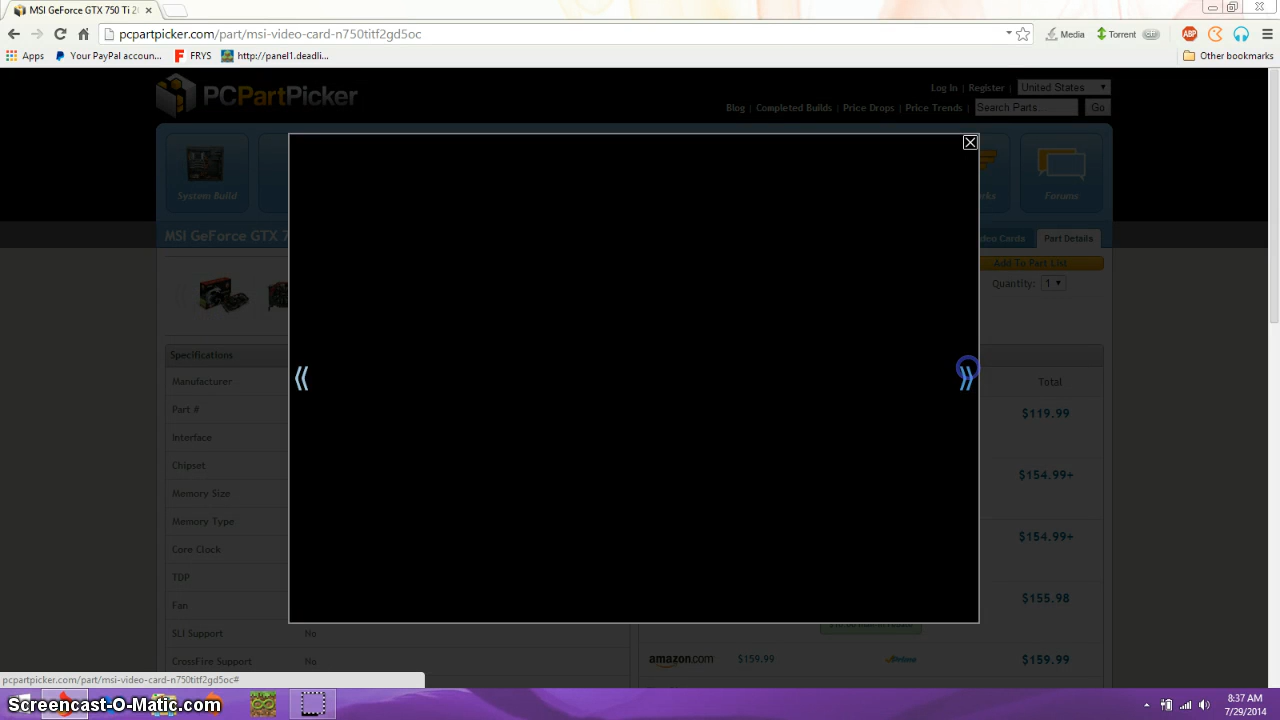 MSI GeForce GTX 750 Ti 2
pcpartpicker.com/part/msi-video-card-n750titf2gd5oc
Media
Torrent
off
ABP
Apps
Your PayPal accoun...
FRYS
http://panel1.deadli...
Other bookmarks
PCPartPicker
Log In | Register |
United States
Blog | Completed Builds | Price Drops | Price Trends |
Search Parts....
Go
System Build
Forums
MSI GeForce GTX 7
Part Details
Add To Part List
Quantity: 1
Specifications
Manufacturer
Total
Part #
$119.99
Interface
Chipset
$154.99+
Memory Size
Memory Type
$154.99+
Core Clock
TDP
Fan
$155.98
SLI Support
No
CrossFire Support
No
amazon.com
$159.99
$159.99
pcpartpicker.com/part/msi-video-card-n750titf2gd5oc#
Screencast-O-Matic.com
8:37 AM
7/29/2014